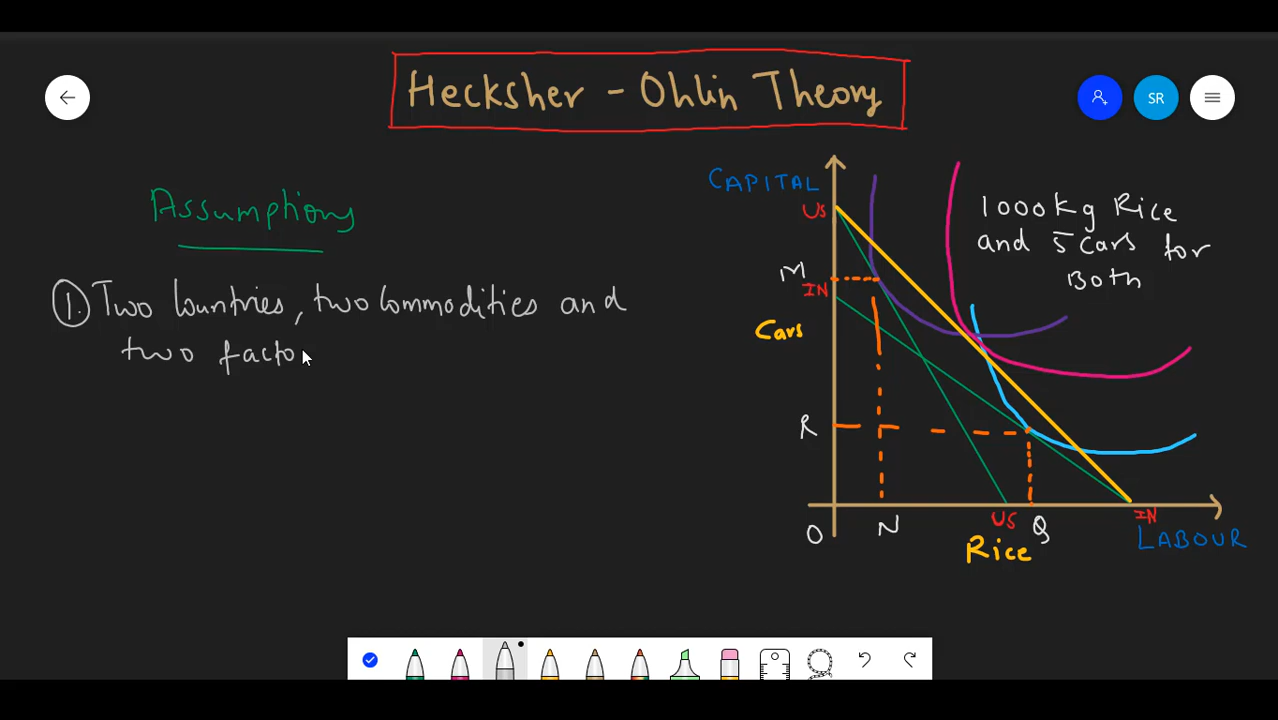 Hecksher - Ohlin Theory
SR
Assumptions
1. Two Countries, two Commodities and
two facto
CAPITAL
US
M
IN
Cars
R
O
N
US
Q
IN
Rice
LABOUR
1000 kg Rice
and 5 Cars for
Both